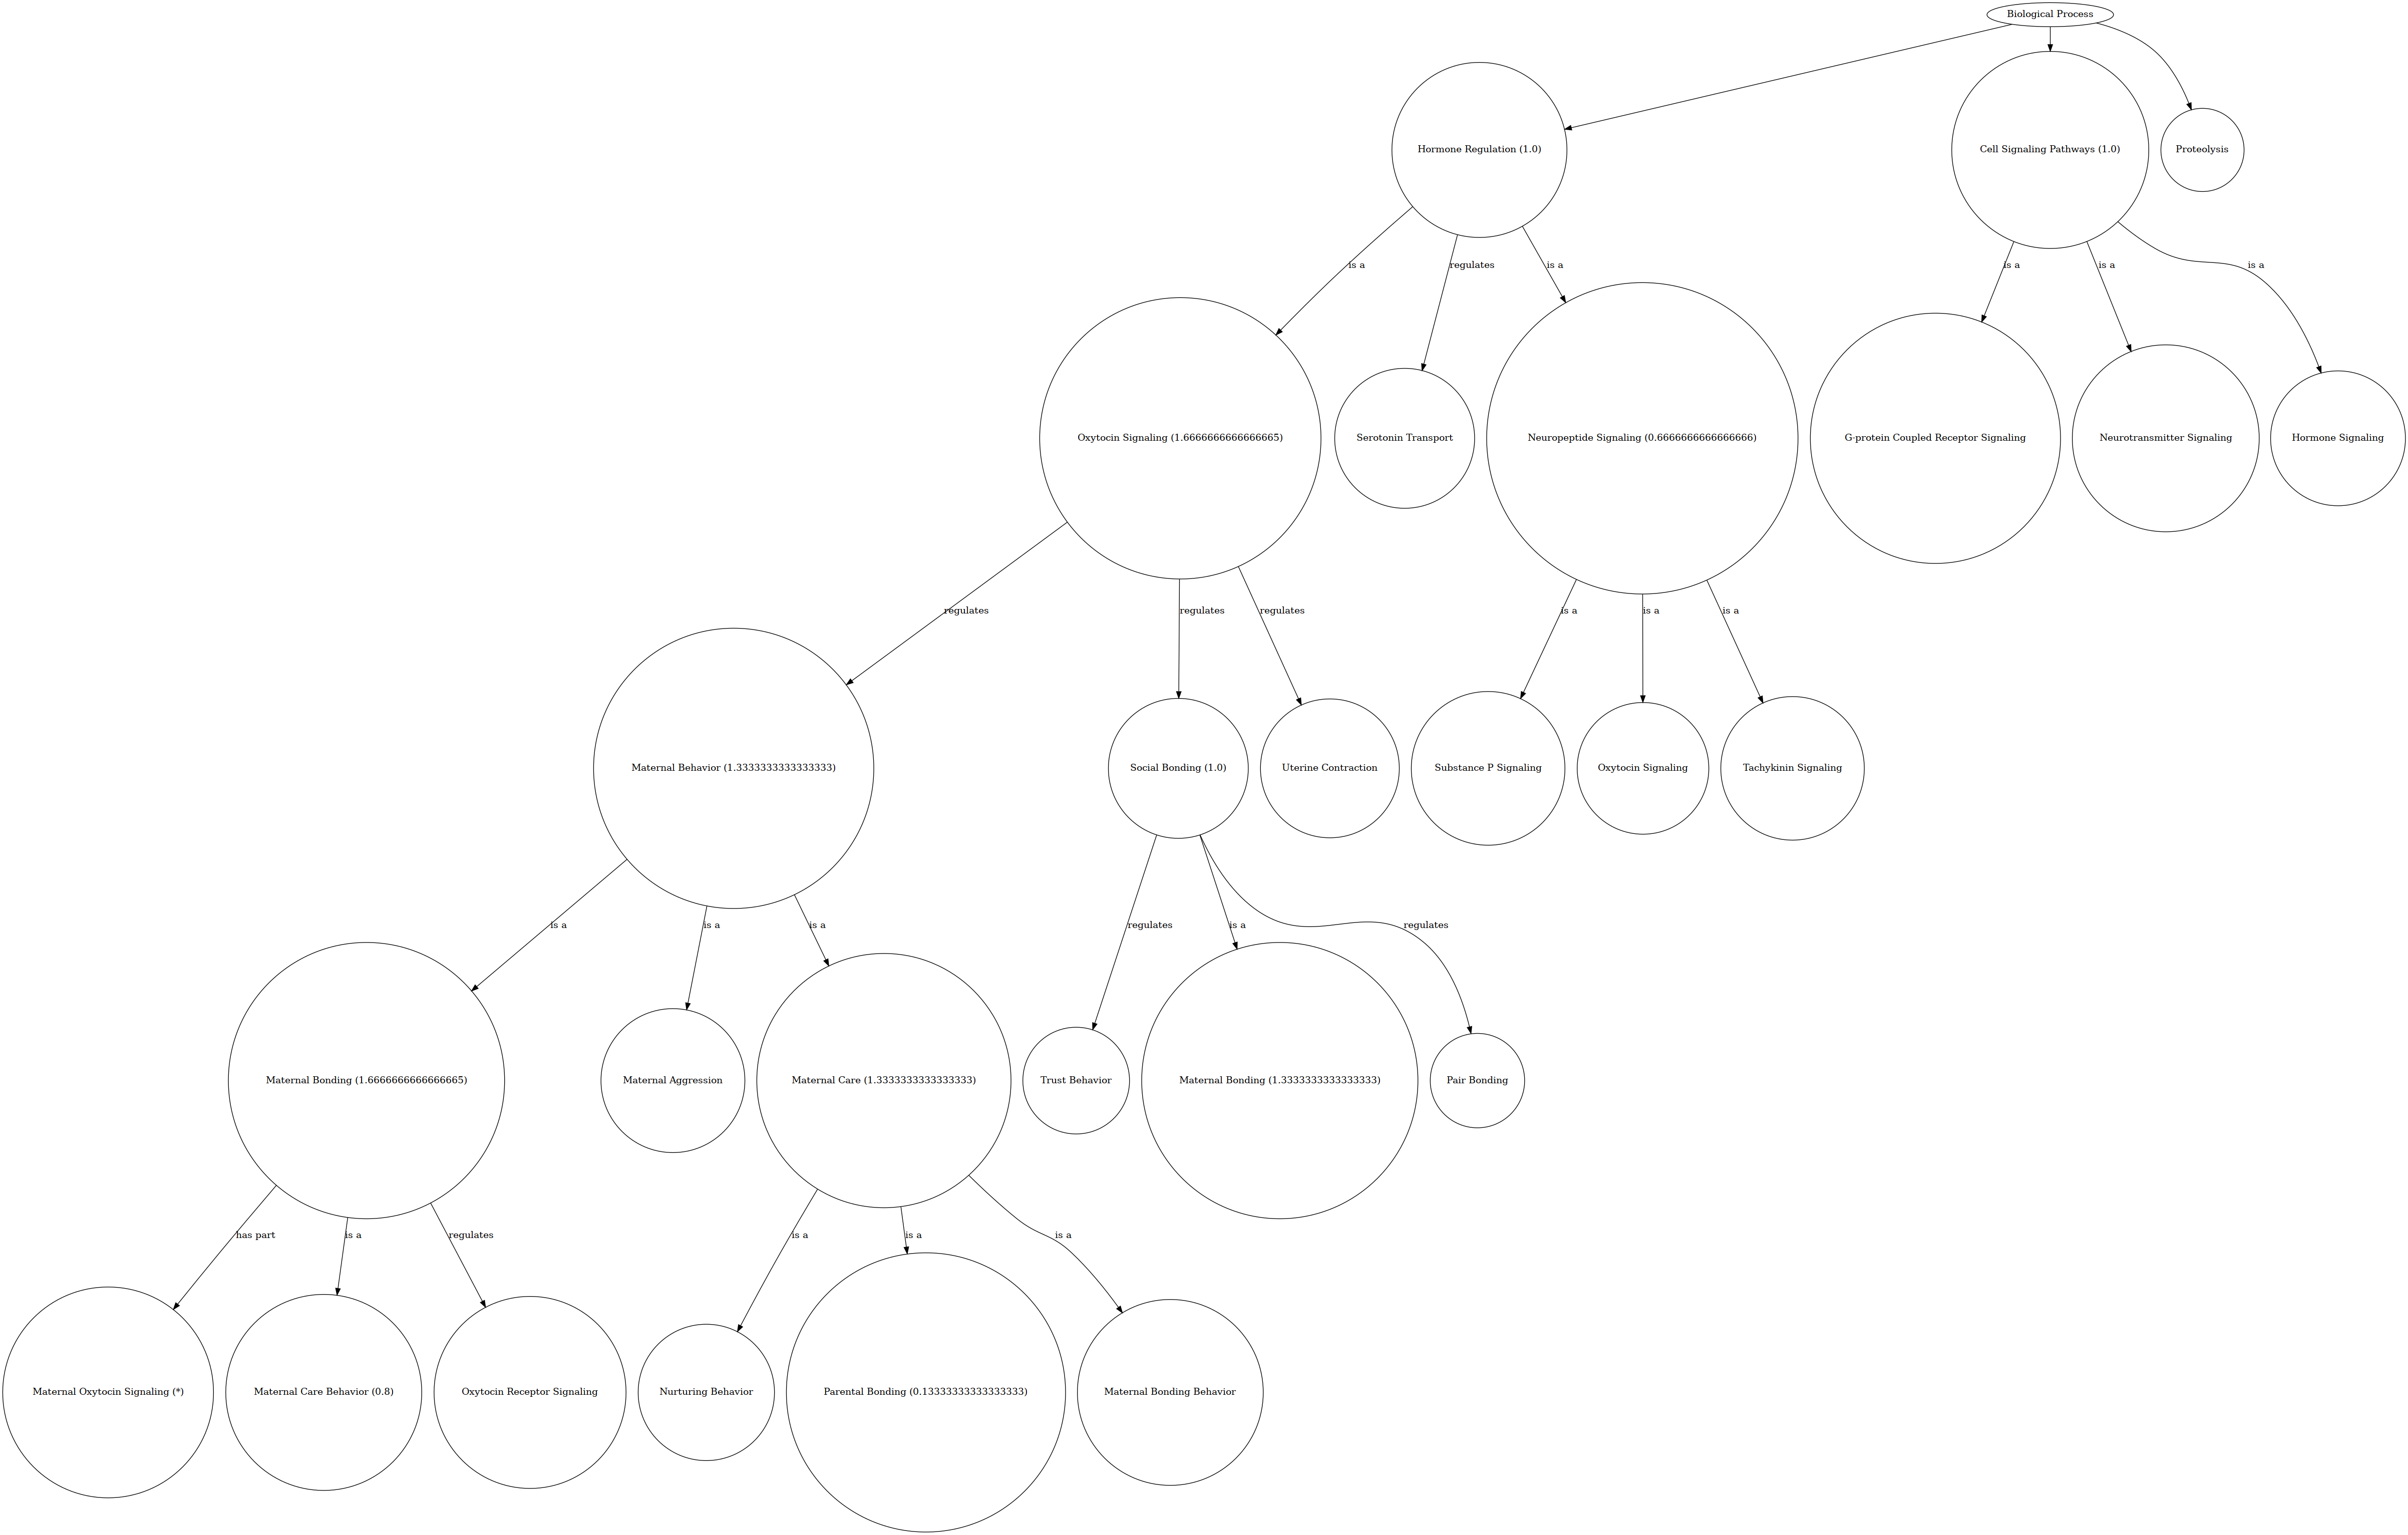 Biological Process
Hormone Regulation (1.0)
Cell Signaling Pathways (1.0)
Proteolysis
is a
regulates
is a
is a
is a
is a
Oxytocin Signaling (1.6666666666666665)
Serotonin Transport
Neuropeptide Signaling (0.6666666666666666)
G-protein Coupled Receptor Signaling
Neurotransmitter Signaling
Hormone Signaling
regulates
regulates
regulates
is a
is a
is a
Maternal Behavior (1.3333333333333333)
Social Bonding (1.0)
Uterine Contraction
Substance P Signaling
Oxytocin Signaling
Tachykinin Signaling
is a
is a
is a
regulates
is a
regulates
Maternal Bonding (1.6666666666666665)
Maternal Aggression
Maternal Care (1.3333333333333333)
Trust Behavior
Maternal Bonding (1.3333333333333333)
Pair Bonding
has part
is a
regulates
is a
is a
is a
Maternal Oxytocin Signaling (*)
Maternal Care Behavior (0.8)
Oxytocin Receptor Signaling
Nurturing Behavior
Parental Bonding (0.13333333333333333)
Maternal Bonding Behavior